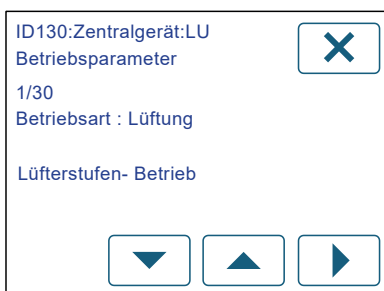 ID130:Zentralgerät:LU
Betriebsparameter
1/30
Betriebsart : Lüftung
Lüfterstufen- Betrieb